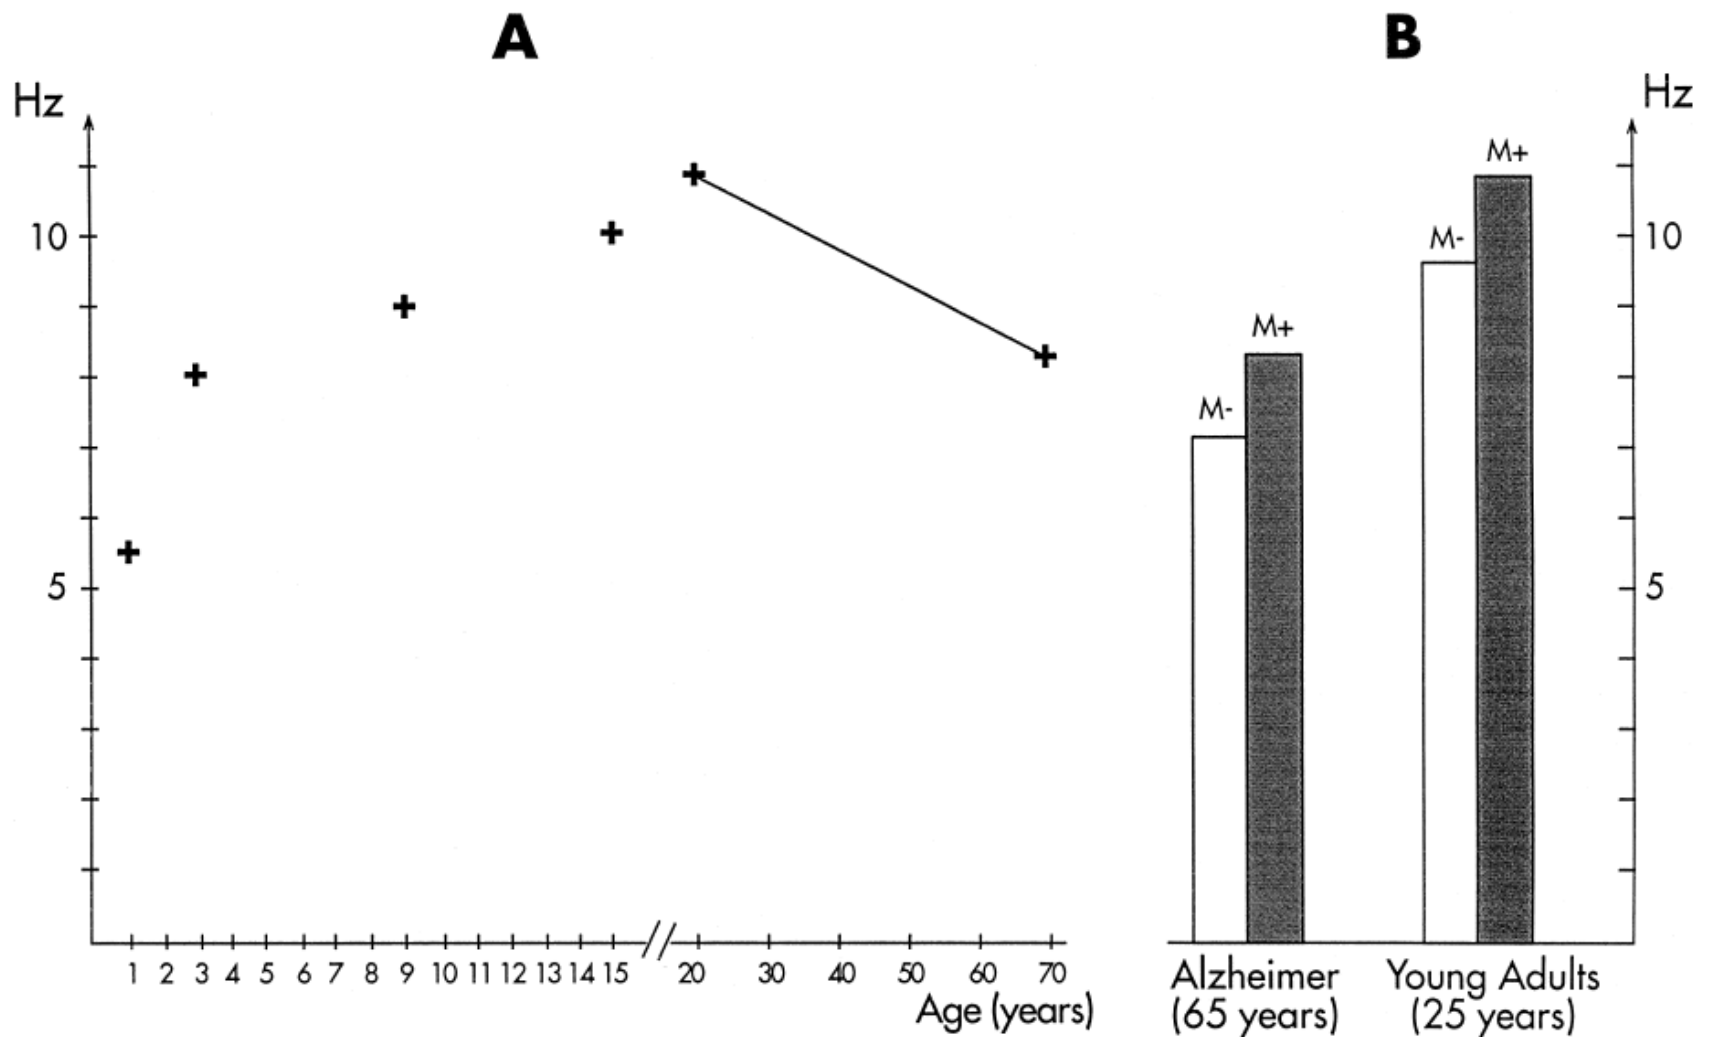 A
B
Hz
10
5
1 2 3 4 5 6 7 8 9 10 11 12 13 14 15 20 30 40 50 60 70
Age (years)
Hz
10
5
M-
M+
M-
M+
Alzheimer
(65 years)
Young Adults
(25 years)